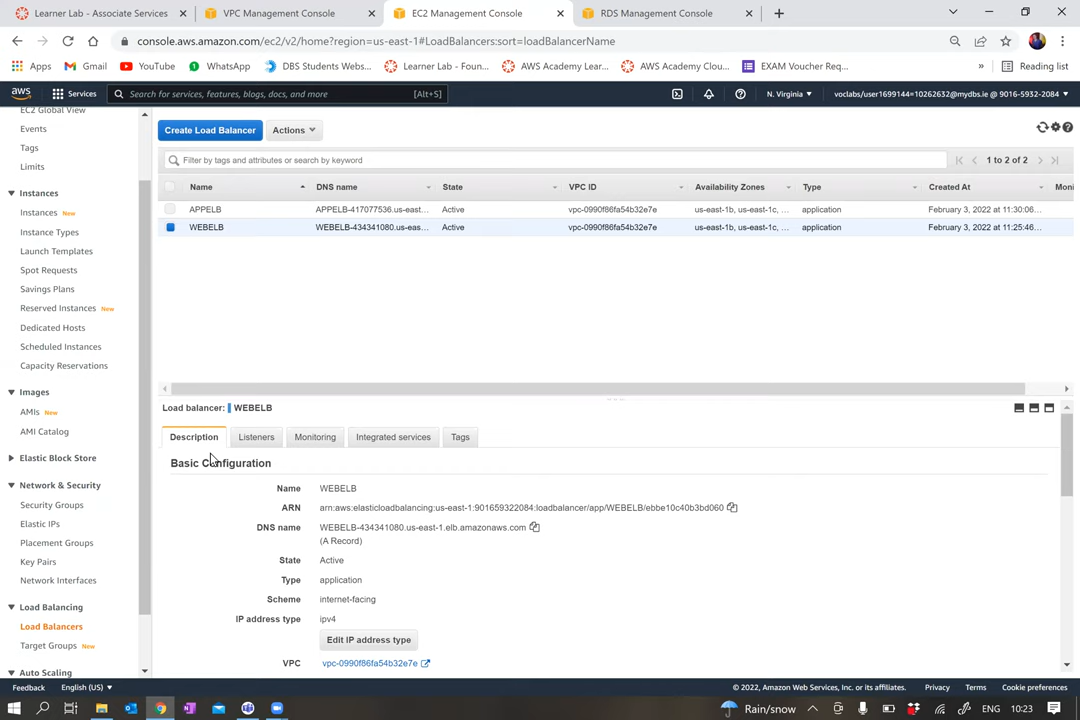 Learner Lab - Associate Services
VPC Management Console
EC2 Management Console
RDS Management Console
console.aws.amazon.com/ec2/v2/home?region=us-east-1#LoadBalancers:sort=loadBalancerName
Apps
Gmail
YouTube
WhatsApp
DBS Students Webs...
Learner Lab - Foun...
AWS Academy Lear...
AWS Academy Clou...
EXAM Voucher Req...
»
Reading list
aws
Services
Search for services, features, blogs, docs, and more
[Alt+S]
N. Virginia
voclabs/user1699144=10262632@mydbs.ie @ 9016-5932-2084
EC2 Global View
Events
Tags
Limits
Instances
Instances New
Instance Types
Launch Templates
Spot Requests
Savings Plans
Reserved Instances New
Dedicated Hosts
Scheduled Instances
Capacity Reservations
Images
AMIs New
AMI Catalog
Elastic Block Store
Network & Security
Security Groups
Elastic IPs
Placement Groups
Key Pairs
Network Interfaces
Load Balancing
Load Balancers
Target Groups New
Auto Scaling
Create Load Balancer
Actions
Filter by tags and attributes or search by keyword
1 to 2 of 2
Name DNS name State VPC ID Availability Zones Type Created At Moni
APPELB APPELB-417077536.us-east... Active vpc-0990f86fa54b32e7e us-east-1b, us-east-1c, ... application February 3, 2022 at 11:30:06...
WEBELB WEBELB-434341080.us-eas... Active vpc-0990f86fa54b32e7e us-east-1b, us-east-1c, ... application February 3, 2022 at 11:25:46...
Load balancer: WEBELB
Description
Listeners
Monitoring
Integrated services
Tags
Basic Configuration
Name WEBELB
ARN arn:aws:elasticloadbalancing:us-east-1:901659322084:loadbalancer/app/WEBELB/ebbe10c40b3bd060
DNS name WEBELB-434341080.us-east-1.elb.amazonaws.com
(A Record)
State Active
Type application
Scheme internet-facing
IP address type ipv4
Edit IP address type
VPC vpc-0990f86fa54b32e7e
Feedback
English (US)
© 2022, Amazon Web Services, Inc. or its affiliates.
Privacy
Terms
Cookie preferences
Rain/snow
ENG
10:23